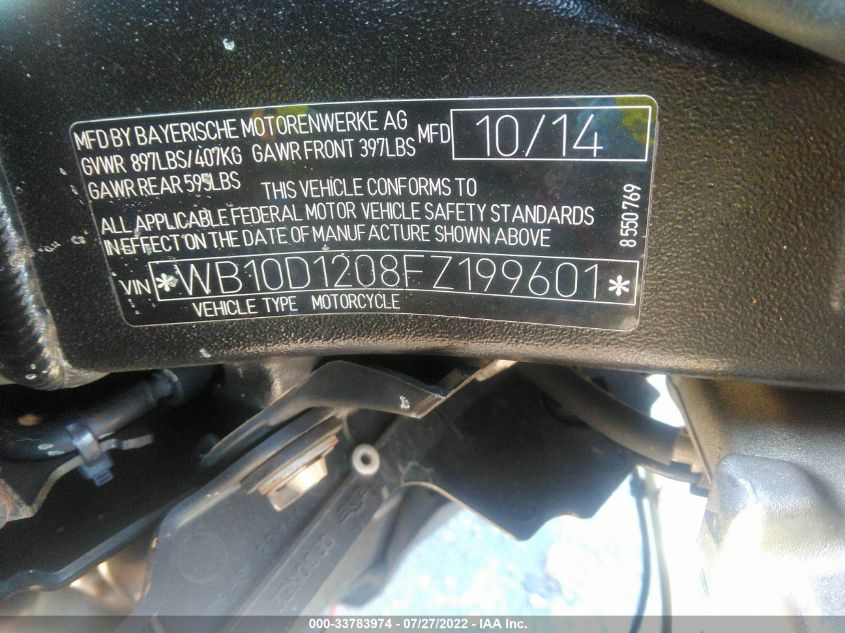 MFD BY BAYERISCHE MOTORENWERKE AG MFD 10/14
GVWR 897LBS/407KG GAWR FRONT 397LBS
GAWR REAR 595LBS
THIS VEHICLE CONFORMS TO
ALL APPLICABLE FEDERAL MOTOR VEHICLE SAFETY STANDARDS
IN EFFECT ON THE DATE OF MANUFACTURE SHOWN ABOVE
8550769
VIN *WB10D1208FZ199601*
VEHICLE TYPE MOTORCYCLE
000-33783974 / 07/27/2022 - IAA Inc.